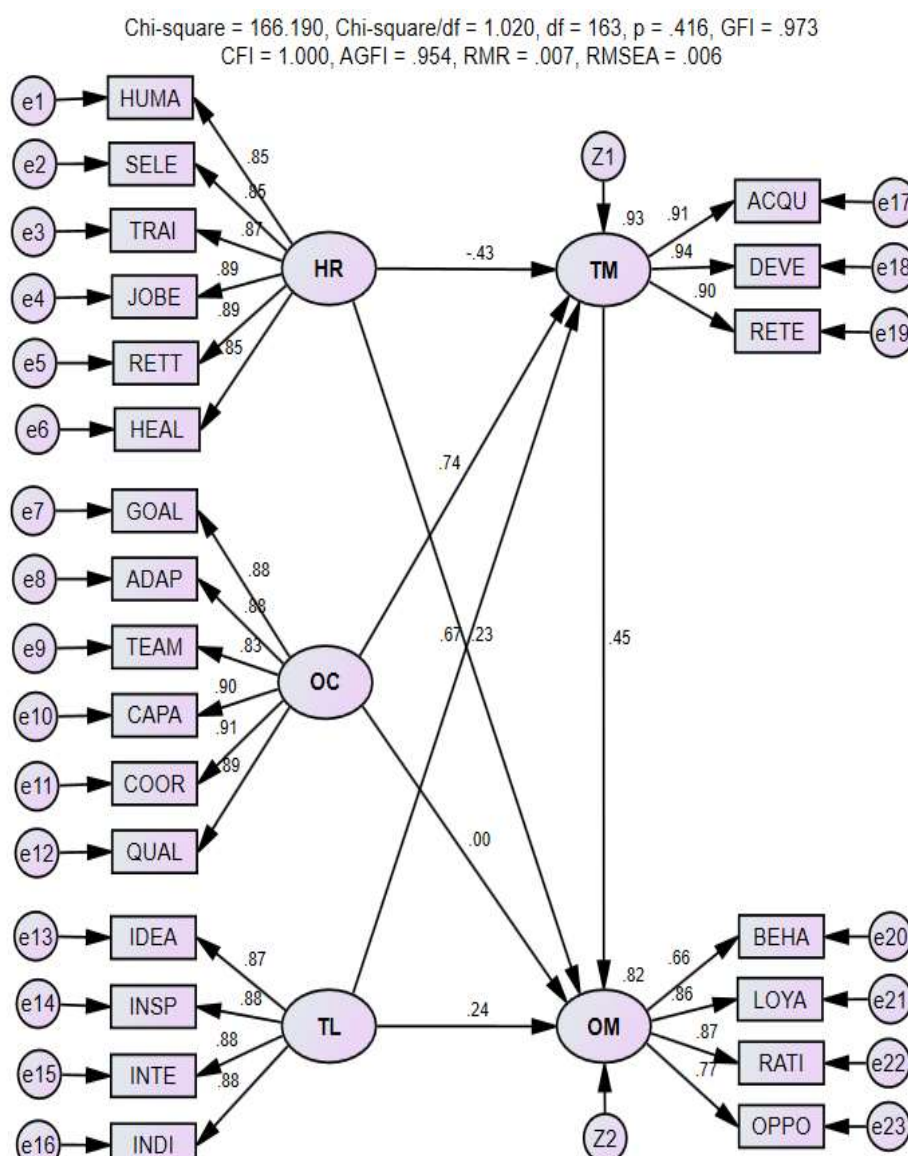 Chi-square = 166.190, Chi-square/df = 1.020, df = 163, p = .416, GFI = .973
CFI = 1.000, AGFI = .954, RMR = .007, RMSEA = .006
e1
HUMA
.85
e2
SELE
.85
e3
TRAI
.87
e4
JOBE
.89
e5
RETT
.89
e6
HEAL
.85
HR
-.43
Z1
.93
TM
.91
ACQU
e17
.94
DEVE
e18
.90
RETE
e19
e7
GOAL
.88
e8
ADAP
.88
e9
TEAM
.83
e10
CAPA
.90
e11
COOR
.91
e12
QUAL
.89
OC
.74
.67
.23
.45
.00
e13
IDEA
.87
e14
INSP
.88
e15
INTE
.88
e16
INDI
.88
TL
.24
.82
OM
Z2
.66
BEHA
e20
.86
LOYA
e21
.87
RATI
e22
.77
OPPO
e23